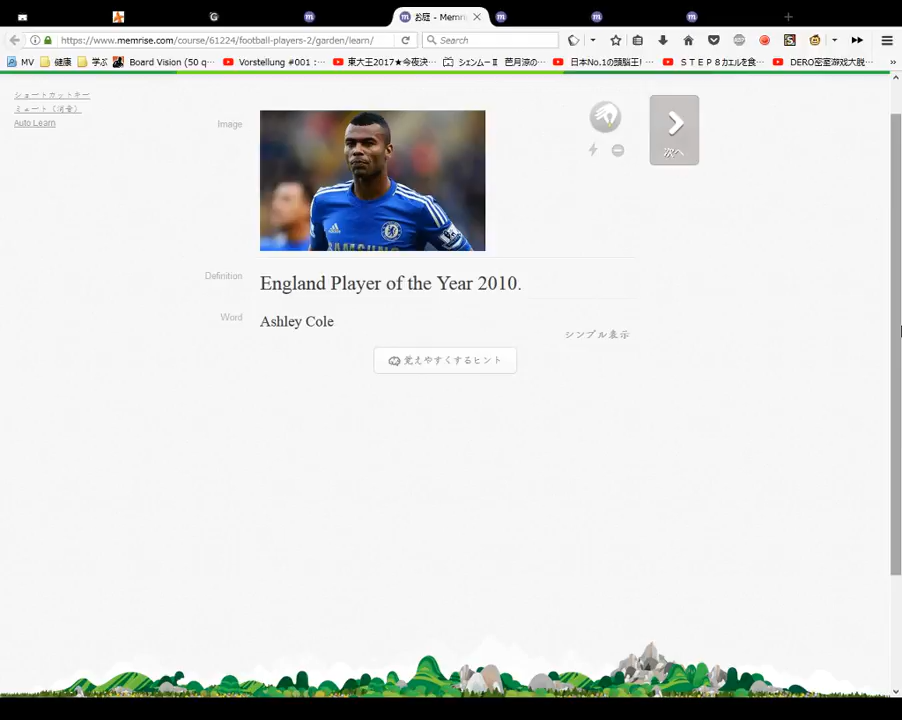 お庭 - Memri
https://www.memrise.com/course/61224/football-players-2/garden/learn/
Search
MV
健康
学ぶ
Board Vision (50 q…
Vorstellung #001 :…
東大王2017★今夜決…
シェンムーⅡ 芭月涼の…
日本No.1の頭脳王! …
ＳＴＥＰ８カエルを食…
DERO密室游戏大脱…
ショートカットキー
ミュート（消音）
Auto Learn
Image
SAMSUNG
次へ
Definition
England Player of the Year 2010.
Word
Ashley Cole
シンプル表示
覚えやすくするヒント